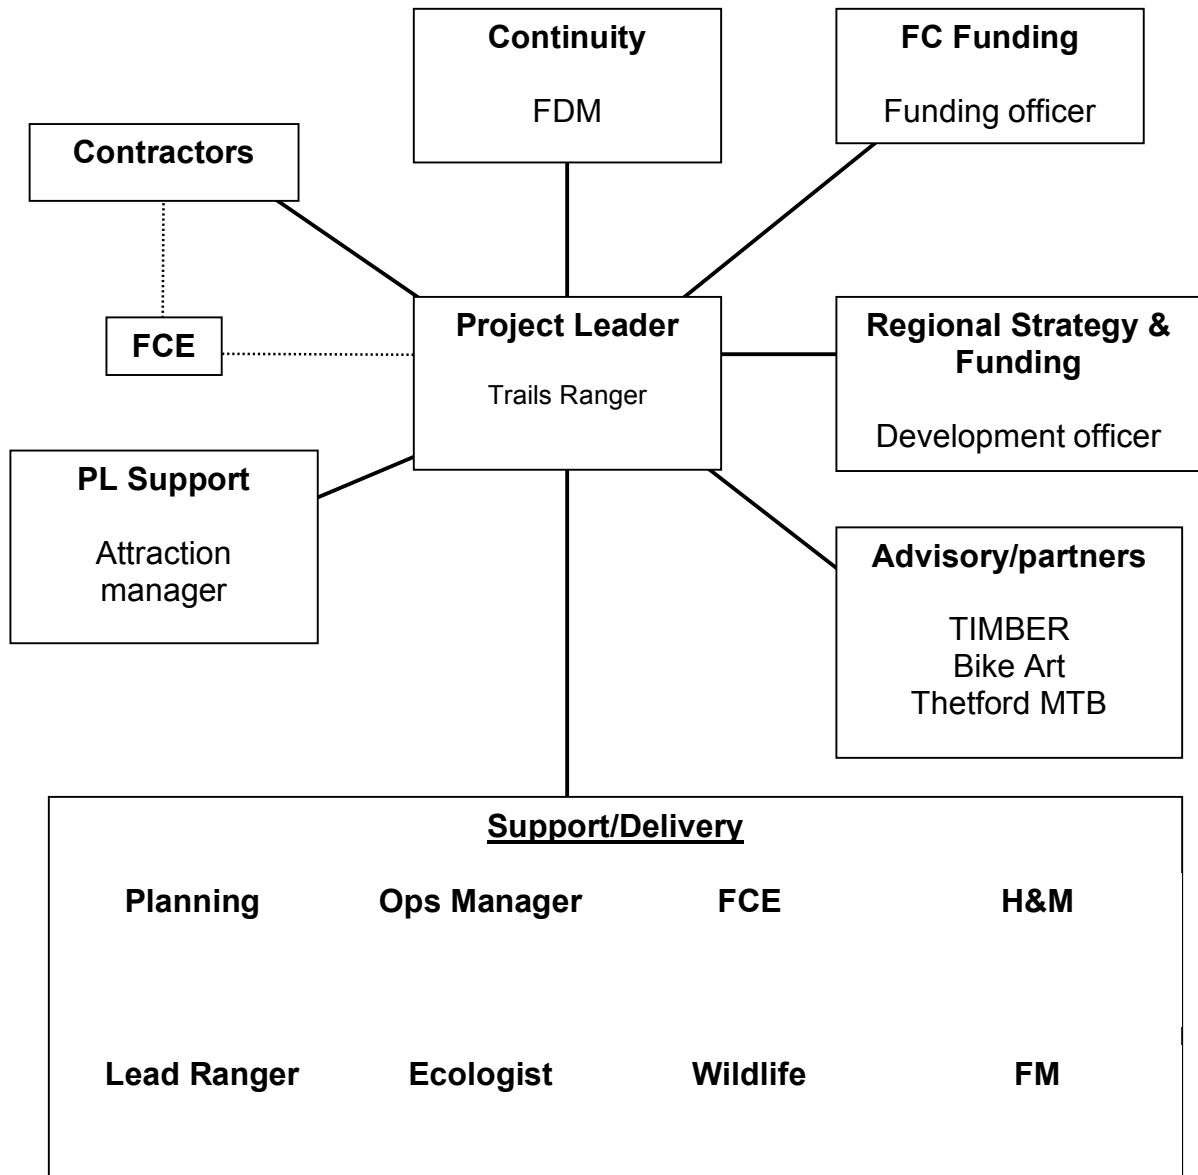 Continuity
FDM
FC Funding
Funding officer
Contractors
FCE
Project Leader
Trails Ranger
Regional Strategy &
Funding
Development officer
PL Support
Attraction
manager
Advisory/partners
TIMBER
Bike Art
Thetford MTB
Support/Delivery
Planning Ops Manager FCE H&M
Lead Ranger Ecologist Wildlife FM